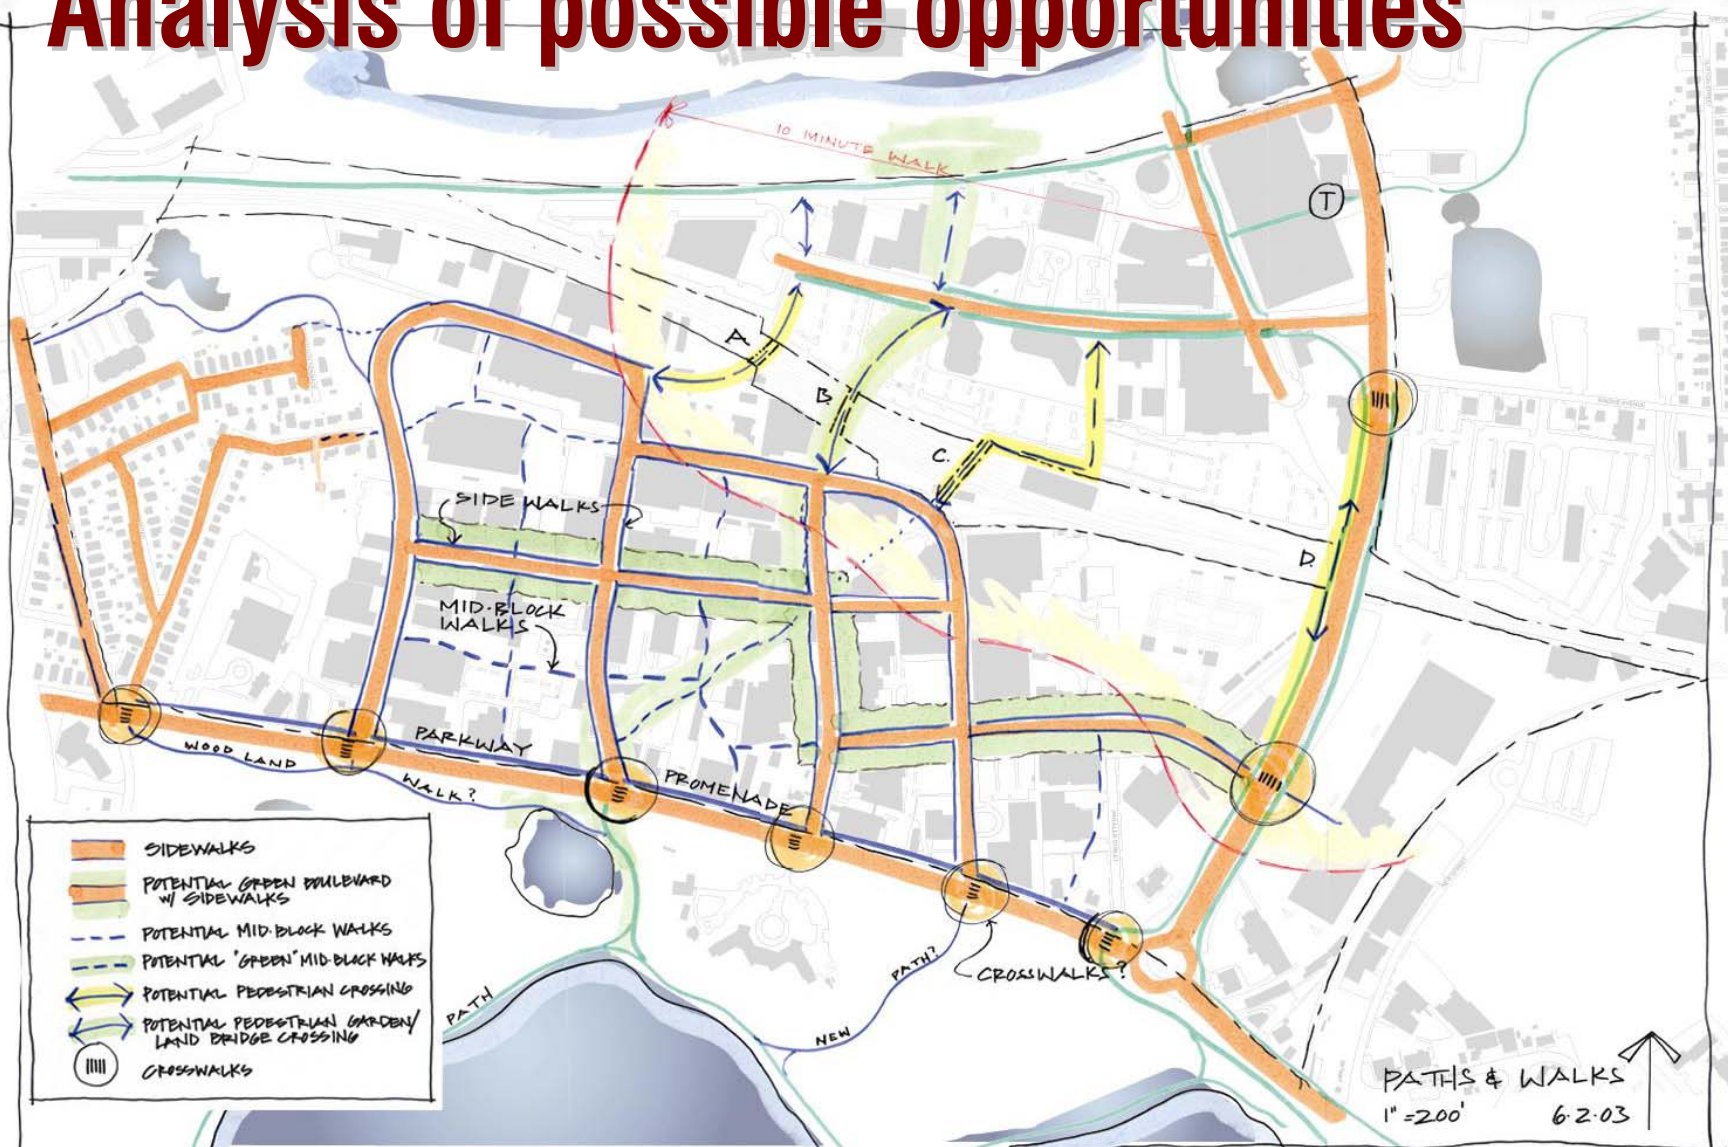 Analysis of possible opportunities
10 MINUTE WALK
T
A.
B.
C.
D.
SIDE WALKS
MID-BLOCK
WALKS
PARKWAY
PROMENADE
WOOD LAND
WALK?
CROSSWALKS?
PATH
NEW
PATH?
SIDEWALKS
POTENTIAL GREEN BOULEVARD
W/ SIDEWALKS
POTENTIAL MID-BLOCK WALKS
POTENTIAL "GREEN" MID-BLOCK WALKS
POTENTIAL PEDESTRIAN CROSSING
POTENTIAL PEDESTRIAN GARDEN/
LAND BRIDGE CROSSING
CROSSWALKS
PATHS & WALKS
1" = 200'
6.2.03